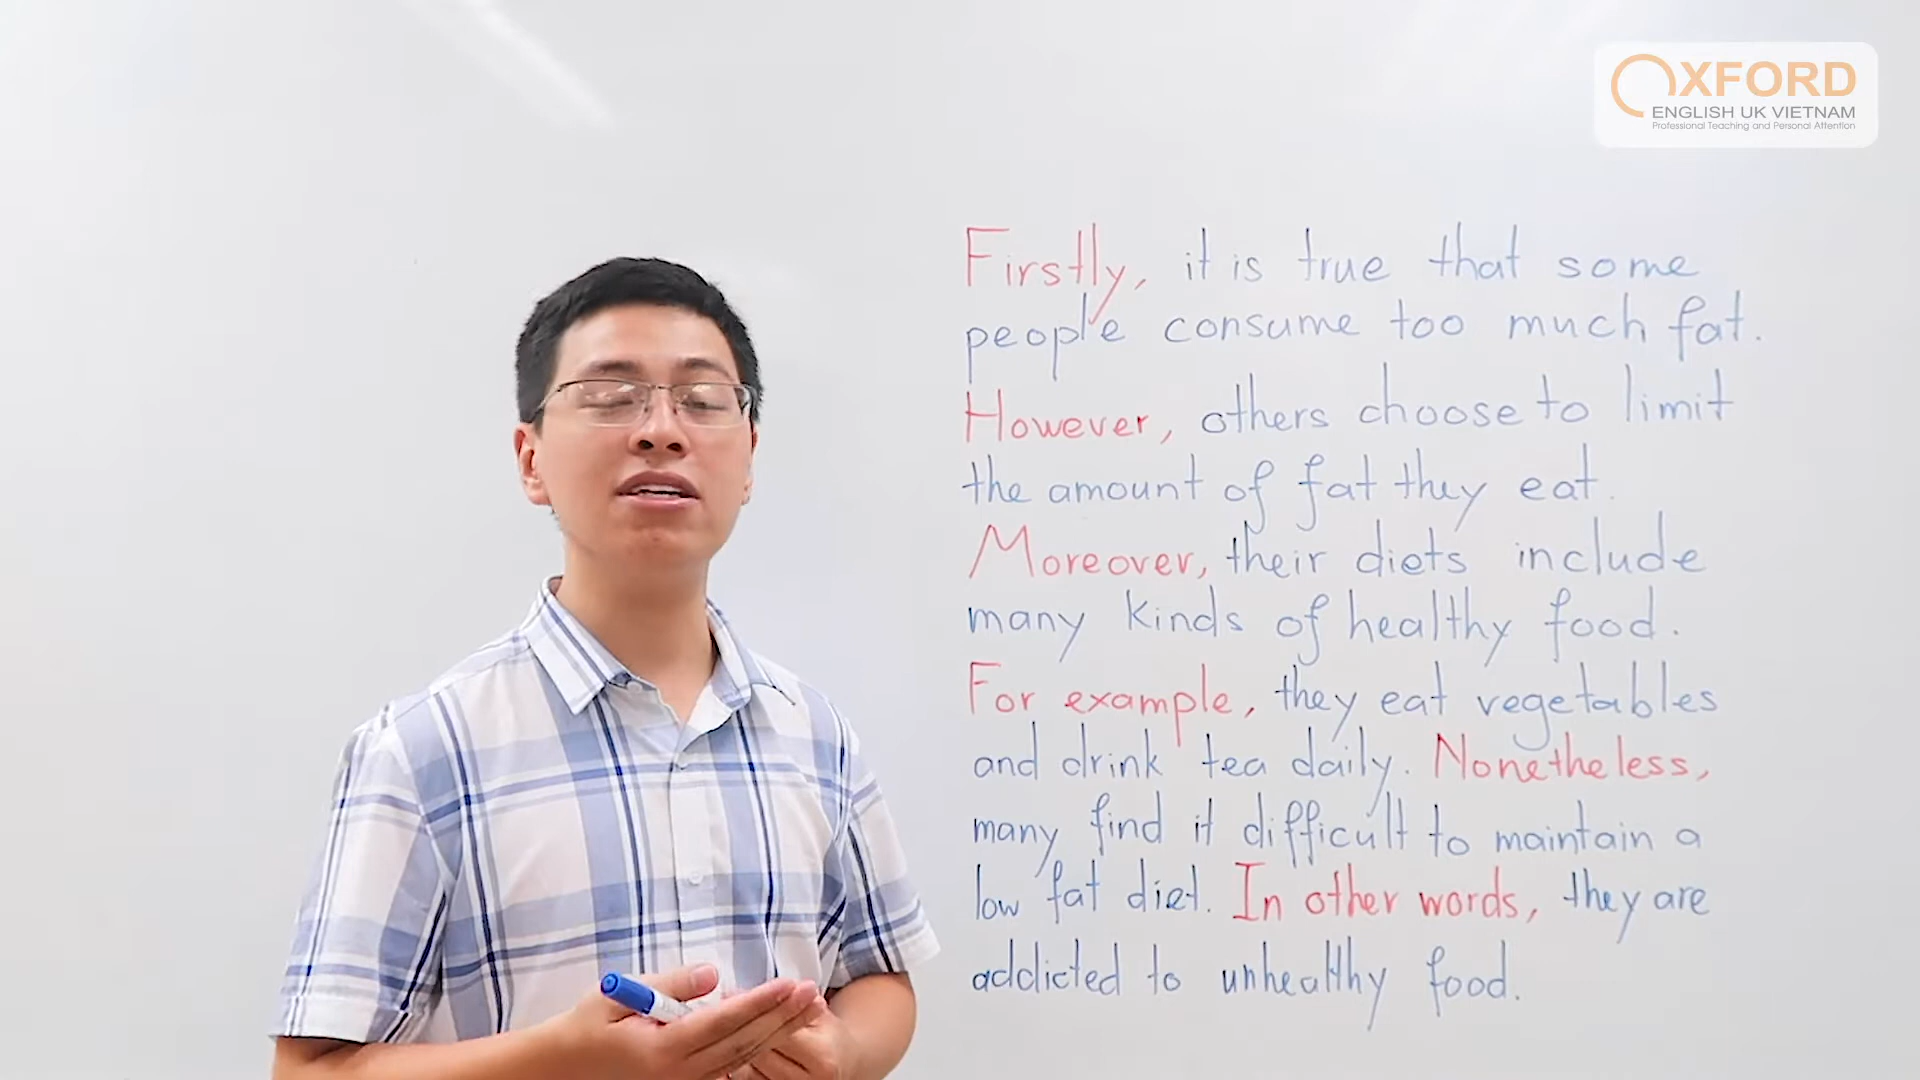 OXFORD
ENGLISH UK VIETNAM
Professional Teaching and Personal Attention
Firstly, it is true that some
people consume too much fat.
However, others choose to limit
the amount of fat they eat.
Moreover, their diets include
many kinds of healthy food.
For example, they eat vegetables
and drink tea daily. Nonetheless,
many find it difficult to maintain a
low fat diet. In other words, they are
addicted to unhealthy food.